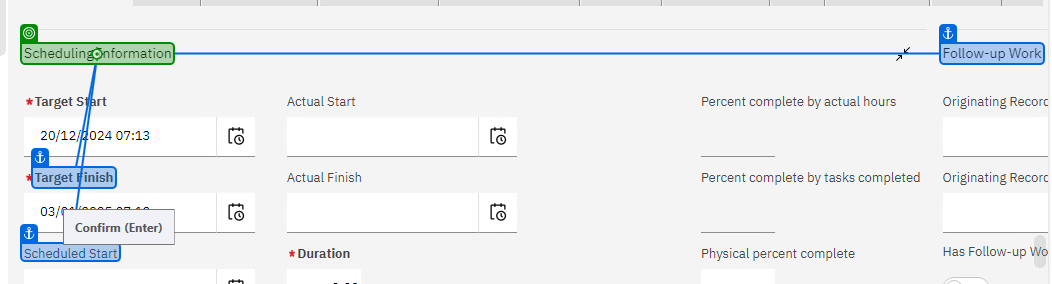 Scheduling Information
Follow-up Work
*Target Start
Actual Start
Percent complete by actual hours
Originating Record
20/12/2024 07:13
*Target Finish
Actual Finish
Percent complete by tasks completed
Originating Record
Confirm (Enter)
Scheduled Start
*Duration
Physical percent complete
Has Follow-up Wo